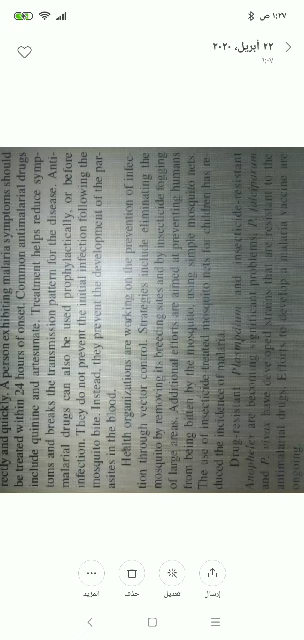 ١:٢٧ ص
٢٢ أبريل، ٢٠٢٠
١:٠٧
rectly and quickly. A person exhibiting malaria symptoms should
be treated within 24 hours of onset. Common antimalarial drugs
include quinine and artesunate. Treatment helps reduce symp-
toms and breaks the transmission pattern for the disease. Anti-
malarial drugs can also be used prophylactically, or before
infection. They do not prevent the initial infection following the
mosquito bite. Instead, they prevent the development of the par-
asites in the blood.
Health organizations are working on the prevention of infec-
tion through vector control. Strategies include eliminating the
mosquito by removing its breeding sites and by insecticide fogging
of large areas. Additional efforts are aimed at preventing humans
from being bitten by the mosquito, using simple mosquito nets.
The use of insecticide-treated mosquito nets for children has re-
duced the incidence of malaria.
Drug-resistant Plasmodium and insecticide-resistant
Anopheles are becoming significant problems. P. falciparum
and P. vivax have developed strains that are resistant to the
antimalarial drugs. Efforts to develop a malaria vaccine are
إرسال
تعديل
حذف
المزيد